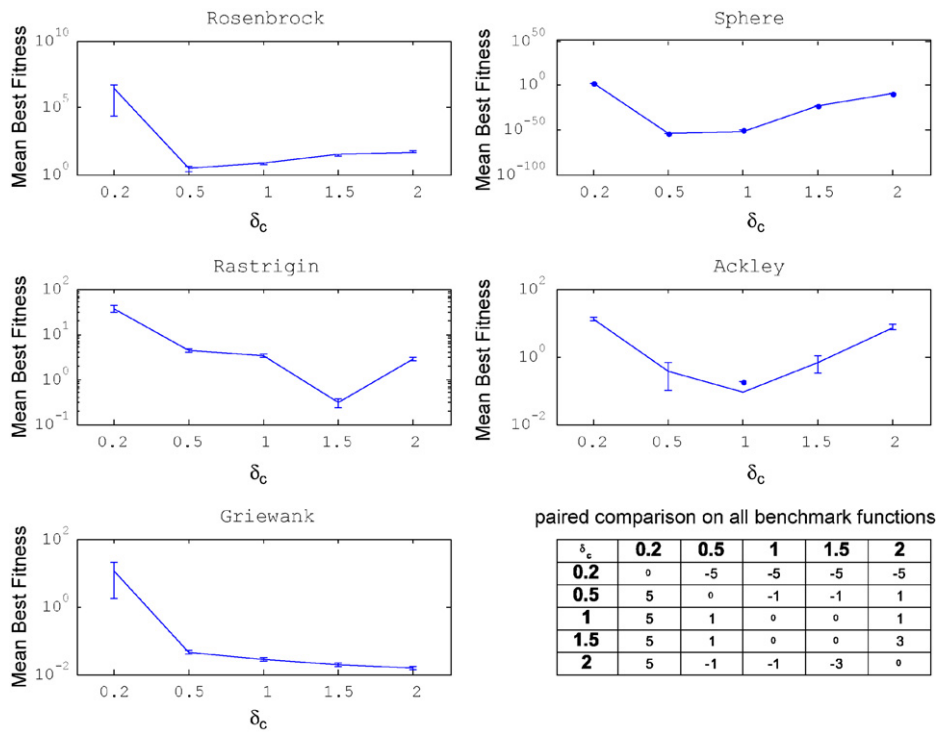 Rosenbrock
Mean Best Fitness
10^10
10^5
10^0
0.2 0.5 1 1.5 2
δc
Sphere
Mean Best Fitness
10^50
10^0
10^-50
10^-100
0.2 0.5 1 1.5 2
δc
Rastrigin
Mean Best Fitness
10^2
10^1
10^0
10^-1
0.2 0.5 1 1.5 2
δc
Ackley
Mean Best Fitness
10^2
10^0
10^-2
0.2 0.5 1 1.5 2
δc
Griewank
Mean Best Fitness
10^2
10^0
10^-2
0.2 0.5 1 1.5 2
δc
paired comparison on all benchmark functions
δc 0.2 0.5 1 1.5 2
0.2 0 -5 -5 -5 -5
0.5 5 0 -1 -1 1
1 5 1 0 0 1
1.5 5 1 0 0 3
2 5 -1 -1 -3 0